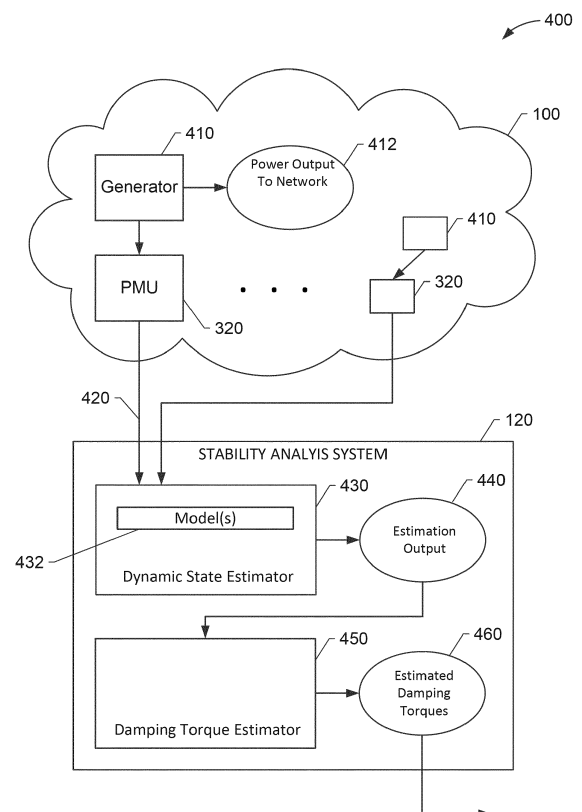 400
100
410
Generator
Power Output
To Network
412
410
PMU
320
. . .
320
420
120
STABILITY ANALYIS SYSTEM
430
Model(s)
432
Dynamic State Estimator
440
Estimation
Output
450
Damping Torque Estimator
460
Estimated
Damping
Torques